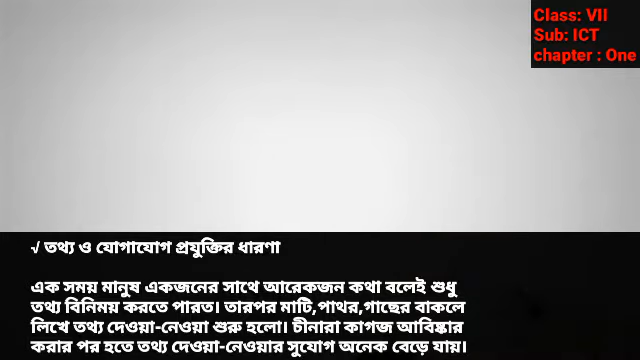 Class: VII
Sub: ICT
chapter : One
√ তথ্য ও যোগাযোগ প্রযুক্তির ধারণা
এক সময় মানুষ একজনের সাথে আরেকজন কথা বলেই শুধু
তথ্য বিনিময় করতে পারত। তারপর মাটি,পাথর,গাছের বাকলে
লিখে তথ্য দেওয়া-নেওয়া শুরু হলো। চীনারা কাগজ আবিষ্কার
করার পর হতে তথ্য দেওয়া-নেওয়ার সুযোগ অনেক বেড়ে যায়।